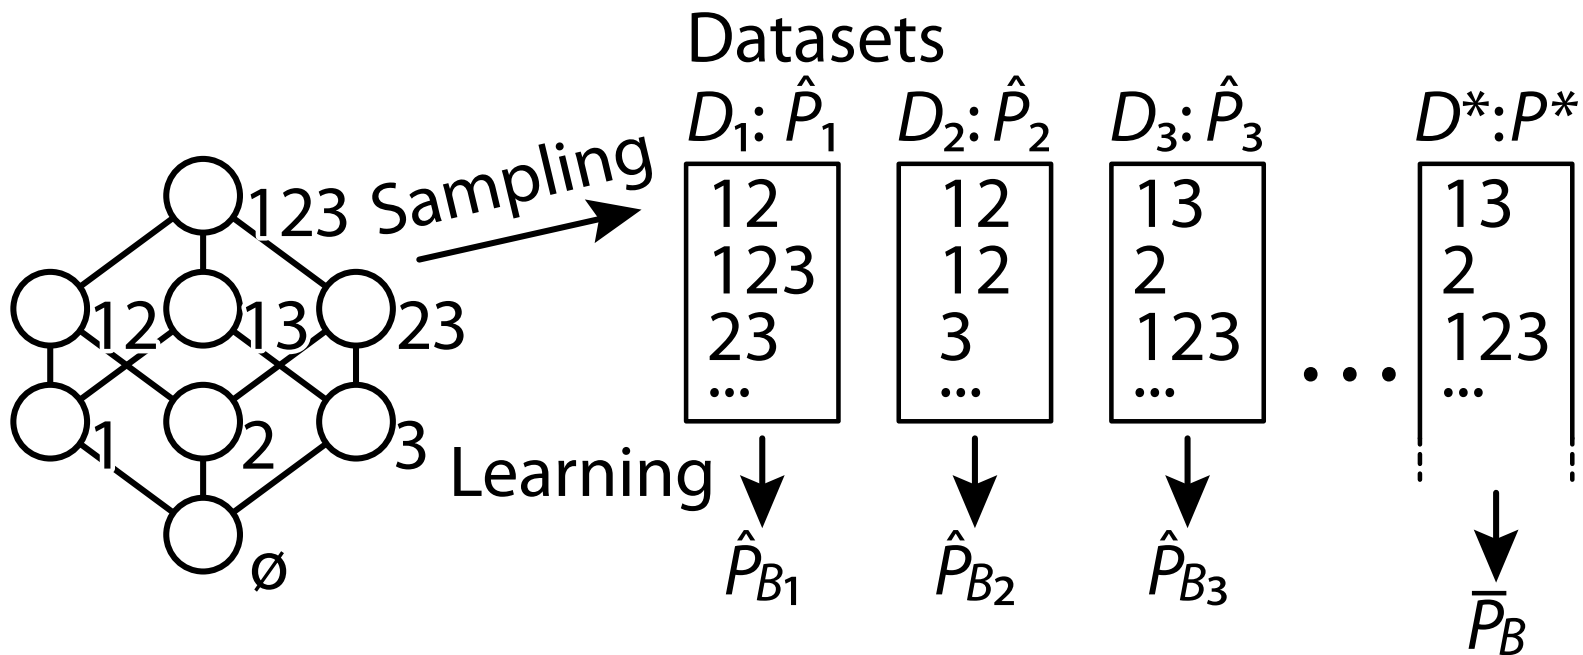 Datasets
D₁: P̂₁ D₂: P̂₂ D₃: P̂₃ D*:P*
Sampling
123
12 13 23
1 2 3
ø
12 12 13 13
123 12 2 2
23 3 123 123
... ... ... ...
• • •
Learning
P̂B₁ P̂B₂ P̂B₃ P̅B